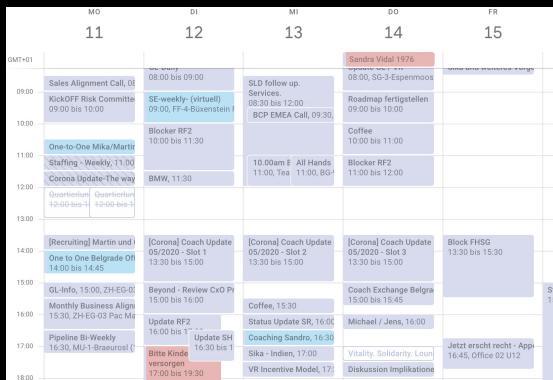 MO
DI
MI
DO
FR
11
12
13
14
15
GMT+01
Sandra Vidal 1976
08:00 bis 09:00
08:00, SG-3-Espenmoos
Sales Alignment Call, 08
SLD follow up.
Services.
08:30 bis 12:00
09:00
KickOFF Risk Committe
09:00 bis 10:00
SE-weekly- (virtuell)
09:00, FF-4-Büxenstein
Roadmap fertigstellen
09:00 bis 10:00
BCP EMEA Call, 09:30,
10:00
Blocker RF2
10:00 bis 11:30
Coffee
10:00 bis 11:00
One-to-One Mika/Martin
11:00
Staffing - Weekly, 11:00
10.00am
11:00, Tea
All Hands
11:00, BG-
Blocker RF2
11:00 bis 12:00
Corona Update-The way
BMW, 11:30
12:00
Quartierlun
12:00 bis 1
Quartierlun
12:00 bis 1
13:00
[Recruiting] Martin und
[Corona] Coach Update
05/2020 - Slot 1
13:30 bis 15:00
[Corona] Coach Update
05/2020 - Slot 2
13:30 bis 15:00
[Corona] Coach Update
05/2020 - Slot 3
13:30 bis 15:00
Block FHSG
13:30 bis 15:30
14:00
One to One Belgrade Of
14:00 bis 14:45
15:00
GL-Info, 15:00, ZH-EG-03
Beyond - Review CxO Pr
15:00 bis 16:00
Coach Exchange Belgra
15:00 bis 15:45
Monthly Business Align
15:30, ZH-EG-03 Pac Ma
Coffee, 15:30
16:00
Update RF2
16:00 bis
Status Update SR, 16:00
Michael / Jens, 16:00
Pipeline Bi-Weekly
16:30, MU-1-Braeurosl
Update SH
16:30 bis 1
Coaching Sandro, 16:30
Jetzt erscht recht - App
16:45, Office 02 U12
17:00
Bitte Kinde
versorgen
17:00 bis 19:30
Sika - Indien, 17:00
Vitality. Solidarity. Loun
VR Incentive Model, 17:
Diskussion Implikatione
18:00